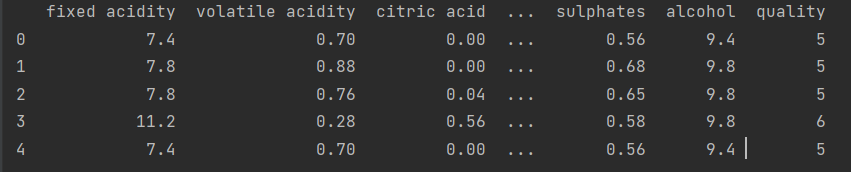 fixed acidity  volatile acidity  citric acid  ...  sulphates  alcohol  quality
0            7.4              0.70         0.00  ...       0.56      9.4        5
1            7.8              0.88         0.00  ...       0.68      9.8        5
2            7.8              0.76         0.04  ...       0.65      9.8        5
3           11.2              0.28         0.56  ...       0.58      9.8        6
4            7.4              0.70         0.00  ...       0.56      9.4        5